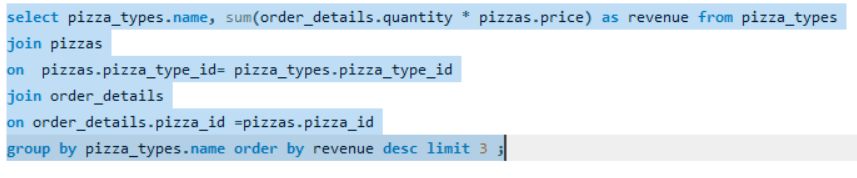 select pizza_types.name, sum(order_details.quantity * pizzas.price) as revenue from pizza_types
join pizzas
on  pizzas.pizza_type_id= pizza_types.pizza_type_id
join order_details
on order_details.pizza_id =pizzas.pizza_id
group by pizza_types.name order by revenue desc limit 3 ;